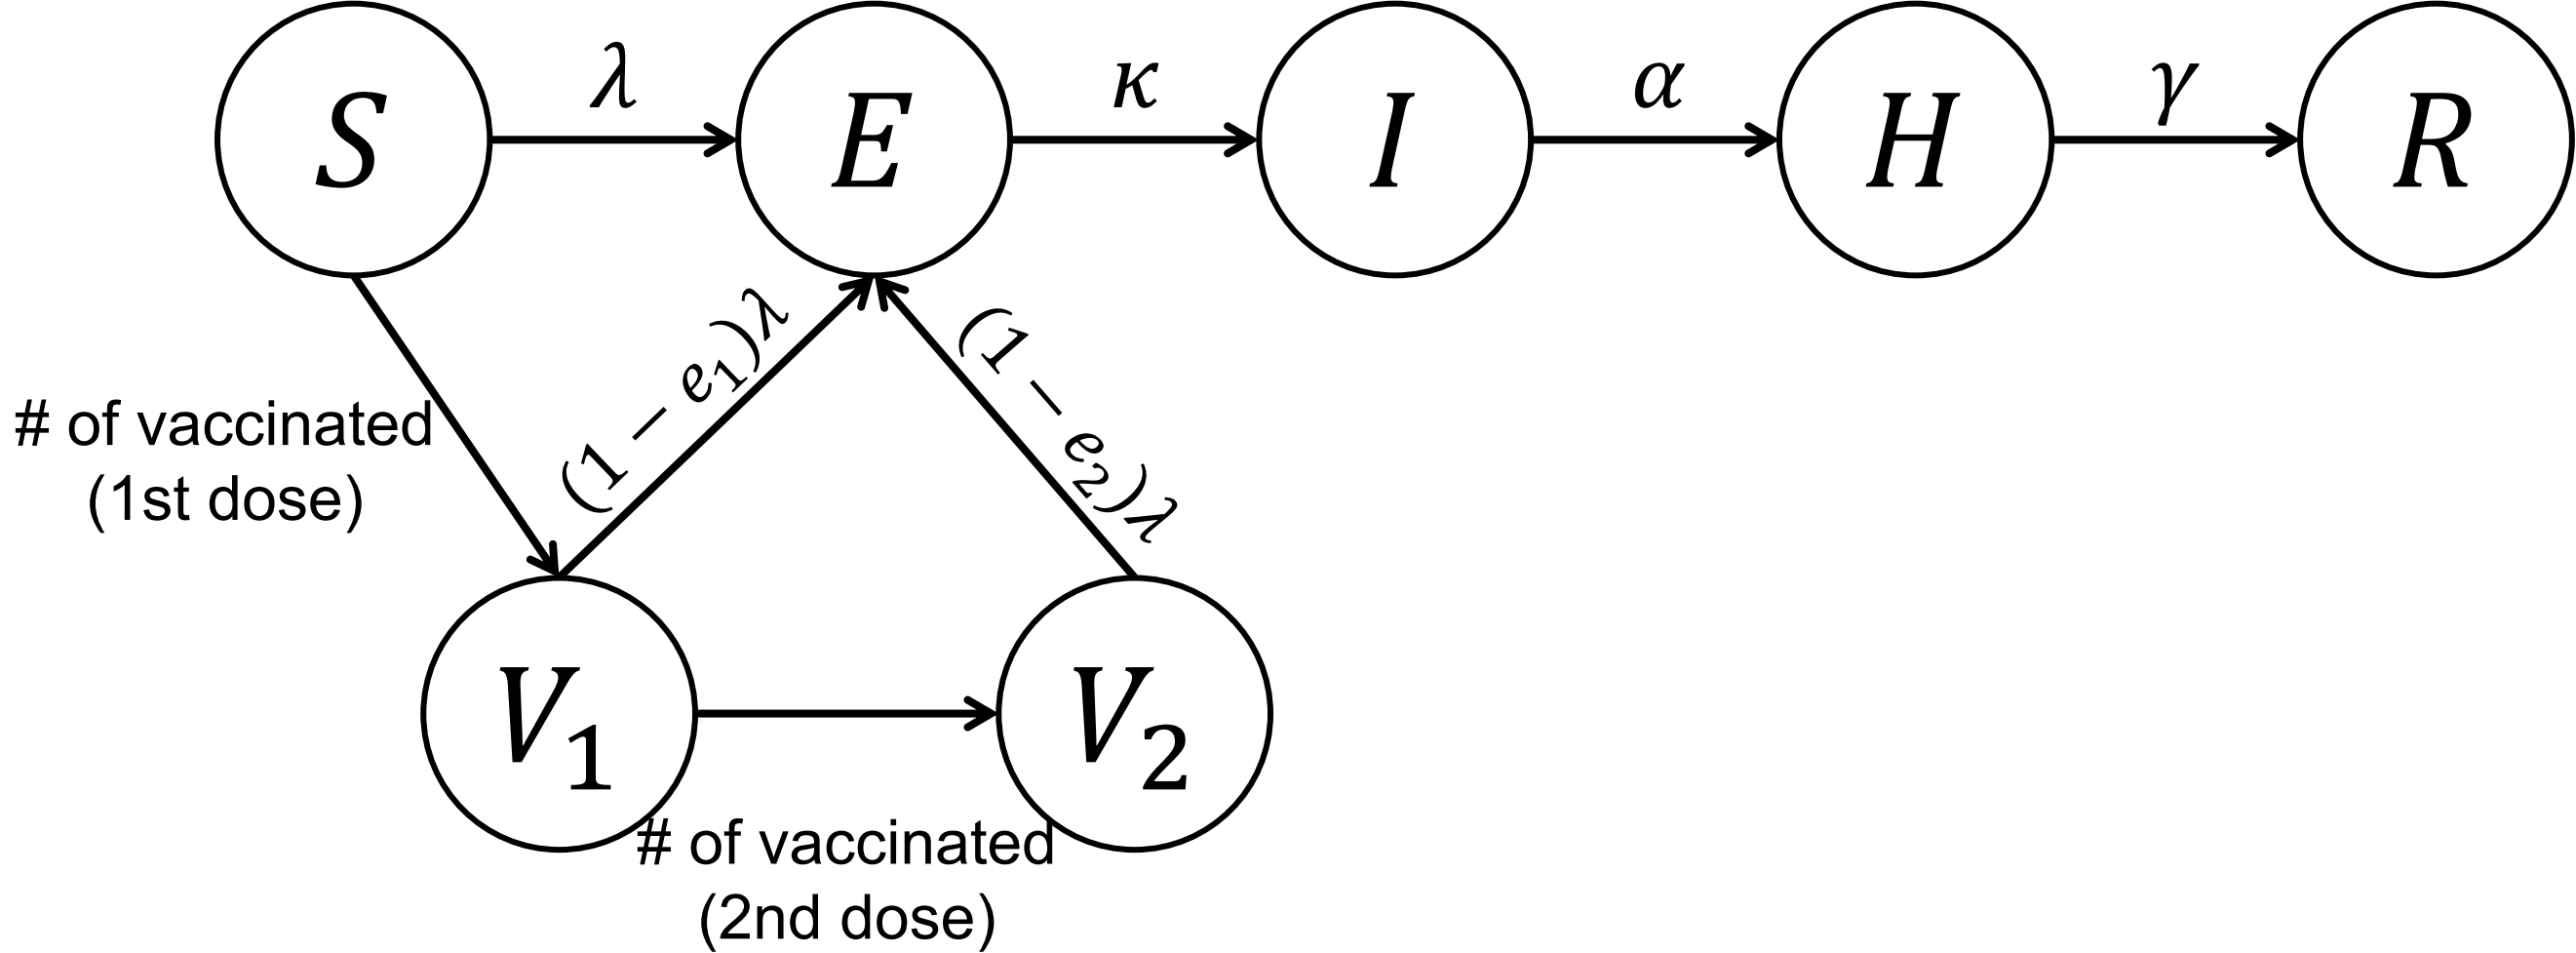 λ
κ
α
γ
S
E
I
H
R
(1 − e₁)λ
(1 − e₂)λ
# of vaccinated
(1st dose)
V₁
V₂
# of vaccinated
(2nd dose)